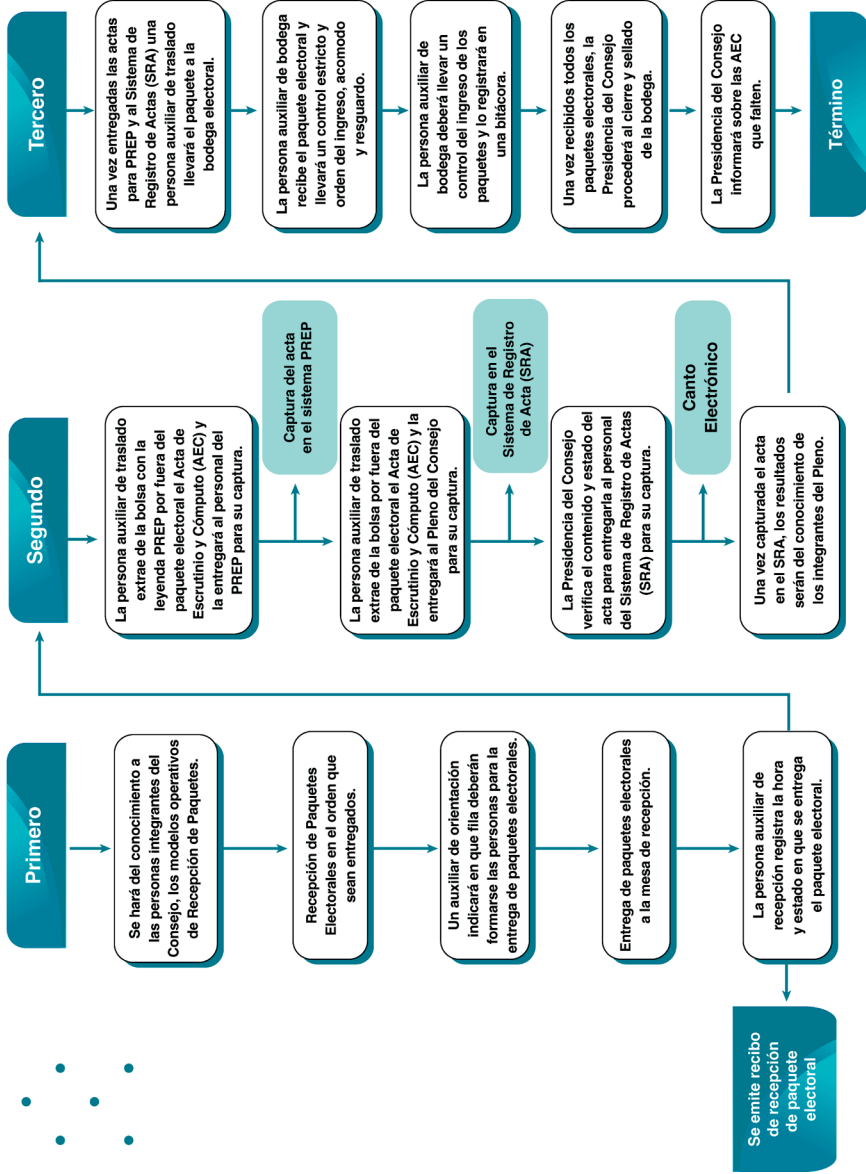 Primero
Se hará del conocimiento a
las personas integrantes del
Consejo, los modelos operativos
de Recepción de Paquetes.
Recepción de Paquetes
Electorales en el orden que
sean entregados.
Un auxiliar de orientación
indicará en que fila deberán
formarse las personas para la
entrega de paquetes electorales.
Entrega de paquetes electorales
a la mesa de recepción.
La persona auxiliar de
recepción registra la hora
y estado en que se entrega
el paquete electoral.
Se emite recibo
de recepción
de paquete
electoral
Segundo
La persona auxiliar de traslado
extrae de la bolsa con la
leyenda PREP por fuera del
paquete electoral el Acta de
Escrutinio y Cómputo (AEC) y
la entregará al personal del
PREP para su captura.
Captura del acta
en el sistema PREP
La persona auxiliar de traslado
extrae de la bolsa por fuera del
paquete electoral el Acta de
Escrutinio y Cómputo (AEC) y la
entregará al Pleno del Consejo
para su captura.
Captura en el
Sistema de Registro
de Acta (SRA)
La Presidencia del Consejo
verifica el contenido y estado del
acta para entregarla al personal
del Sistema de Registro de Actas
(SRA) para su captura.
Canto
Electrónico
Una vez capturada el acta
en el SRA, los resultados
serán del conocimiento de
los integrantes del Pleno.
Tercero
Una vez entregadas las actas
para PREP y al Sistema de
Registro de Actas (SRA) una
persona auxiliar de traslado
llevará el paquete a la
bodega electoral.
La persona auxiliar de bodega
recibe el paquete electoral y
llevará un control estricto y
orden del ingreso, acomodo
y resguardo.
La persona auxiliar de
bodega deberá llevar un
control del ingreso de los
paquetes y lo registrará en
una bitácora.
Una vez recibidos todos los
paquetes electorales, la
Presidencia del Consejo
procederá al cierre y sellado
de la bodega.
La Presidencia del Consejo
informará sobre las AEC
que falten.
Término